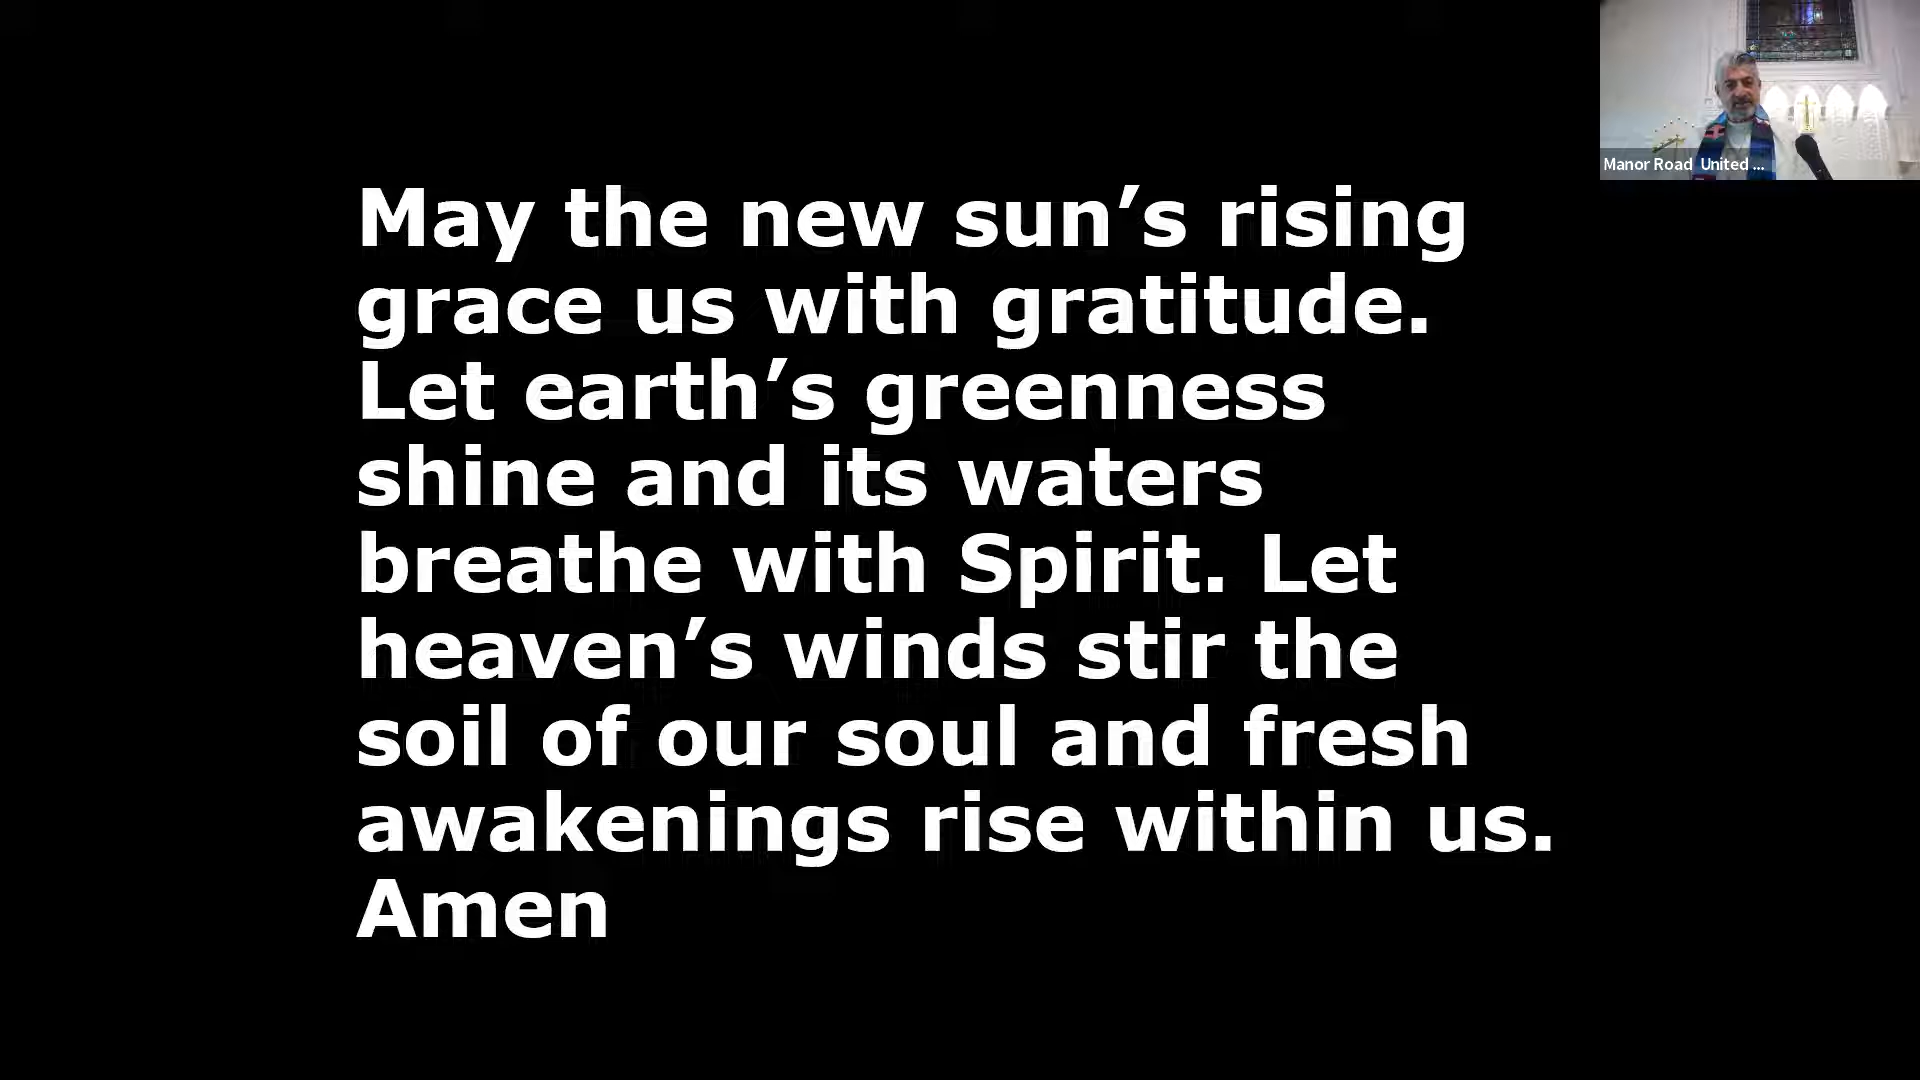 May the new sun’s rising
grace us with gratitude.
Let earth’s greenness
shine and its waters
breathe with Spirit. Let
heaven’s winds stir the
soil of our soul and fresh
awakenings rise within us.
Amen
Manor Road United ...